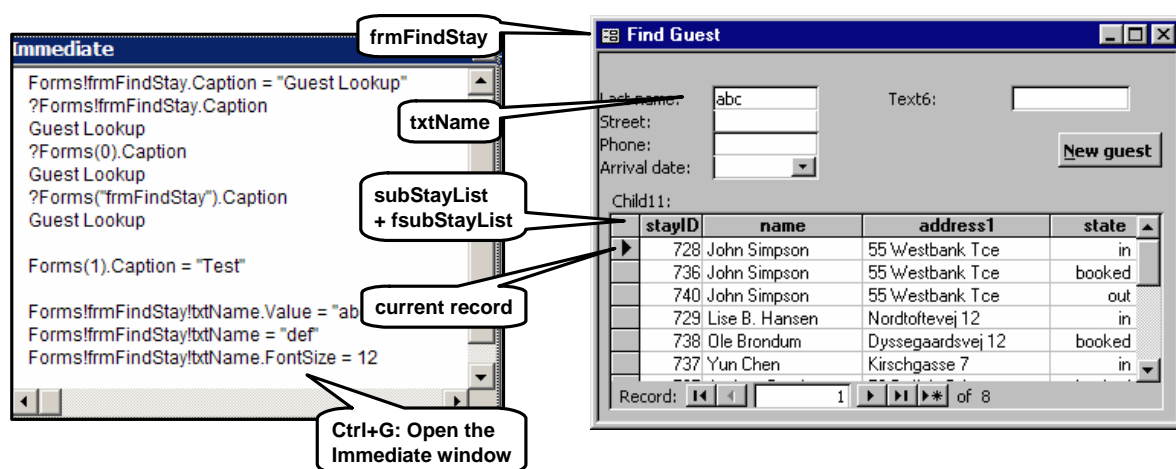 Immediate
Forms!frmFindStay.Caption = "Guest Lookup"
?Forms!frmFindStay.Caption
Guest Lookup
?Forms(0).Caption
Guest Lookup
?Forms("frmFindStay").Caption
Guest Lookup
Forms(1).Caption = "Test"
Forms!frmFindStay!txtName.Value = "ab
Forms!frmFindStay!txtName = "def"
Forms!frmFindStay!txtName.FontSize = 12
frmFindStay
txtName
subStayList
+ fsubStayList
current record
Ctrl+G: Open the
Immediate window
Find Guest
Last name: abc Text6:
Street:
Phone:
New guest
Arrival date:
Child11:
stayID name address1 state
728 John Simpson 55 Westbank Tce in
736 John Simpson 55 Westbank Tce booked
740 John Simpson 55 Westbank Tce out
729 Lise B. Hansen Nordtoftevej 12 in
738 Ole Brondum Dyssegaardsvej 12 booked
737 Yun Chen Kirschgasse 7 in
Record: 1 of 8